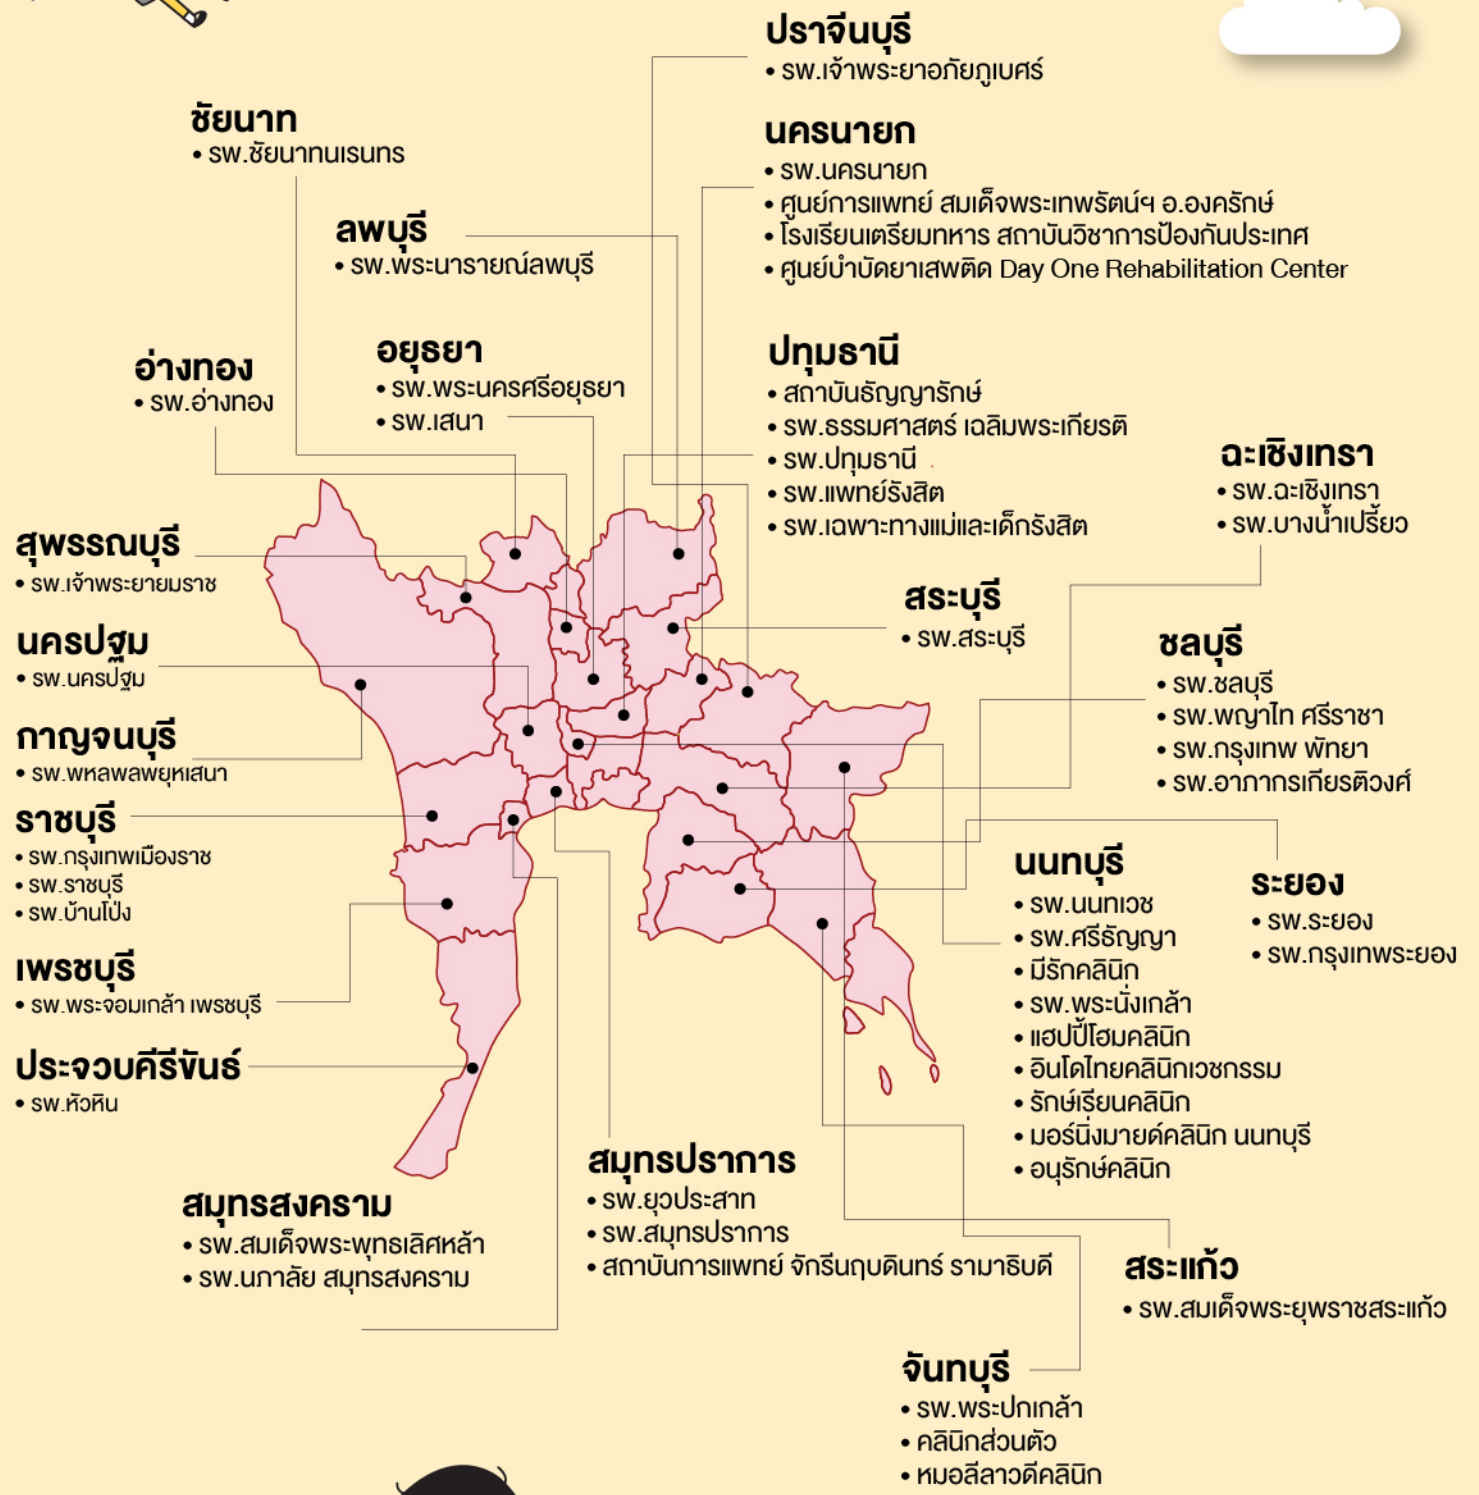 ปราจีนบุรี
• รพ.เจ้าพระยาอภัยภูเบศร์
ชัยนาท
• รพ.ชัยนาทนเรนทร
นครนายก
• รพ.นครนายก
• ศูนย์การแพทย์ สมเด็จพระเทพรัตน์ฯ อ.องครักษ์
• โรงเรียนเตรียมทหาร สถาบันวิชาการป้องกันประเทศ
• ศูนย์บำบัดยาเสพติด Day One Rehabilitation Center
ลพบุรี
• รพ.พระนารายณ์ลพบุรี
อ่างทอง
• รพ.อ่างทอง
อยุธยา
• รพ.พระนครศรีอยุธยา
• รพ.เสนา
ปทุมธานี
• สถาบันธัญญารักษ์
• รพ.ธรรมศาสตร์ เฉลิมพระเกียรติ
• รพ.ปทุมธานี
• รพ.แพทย์รังสิต
• รพ.เฉพาะทางแม่และเด็กรังสิต
ฉะเชิงเทรา
• รพ.ฉะเชิงเทรา
• รพ.บางน้ำเปรี้ยว
สุพรรณบุรี
• รพ.เจ้าพระยายมราช
สระบุรี
• รพ.สระบุรี
นครปฐม
• รพ.นครปฐม
ชลบุรี
• รพ.ชลบุรี
• รพ.พญาไท ศรีราชา
• รพ.กรุงเทพ พัทยา
• รพ.อาภากรเกียรติวงศ์
กาญจนบุรี
• รพ.พหลพลพยุหเสนา
ราชบุรี
• รพ.กรุงเทพเมืองราช
• รพ.ราชบุรี
• รพ.บ้านโป่ง
นนทบุรี
• รพ.นนทเวช
• รพ.ศรีธัญญา
• มีรักคลินิก
• รพ.พระนั่งเกล้า
• แฮปปี้โฮมคลินิก
• อินโดไทยคลินิกเวชกรรม
• รักษ์เรียนคลินิก
• มอร์นิ่งมายด์คลินิก นนทบุรี
• อนุรักษ์คลินิก
ระยอง
• รพ.ระยอง
• รพ.กรุงเทพระยอง
เพรชบุรี
• รพ.พระจอมเกล้า เพรชบุรี
ประจวบคีรีขันธ์
• รพ.หัวหิน
สมุทรปราการ
• รพ.ยุวประสาท
• รพ.สมุทรปราการ
• สถาบันการแพทย์ จักรีนฤบดินทร์ รามาธิบดี
สมุทรสงคราม
• รพ.สมเด็จพระพุทธเลิศหล้า
• รพ.นภาลัย สมุทรสงคราม
สระแก้ว
• รพ.สมเด็จพระยุพราชสระแก้ว
จันทบุรี
• รพ.พระปกเกล้า
• คลินิกส่วนตัว
• หมอลีลาวดีคลินิก